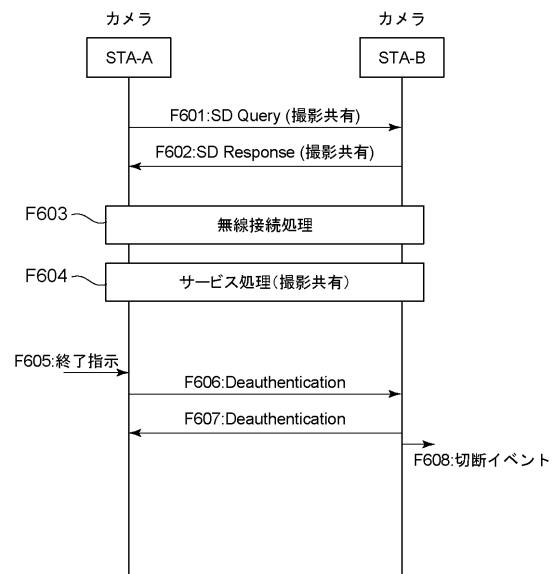 カメラ カメラ
STA-A STA-B
F601:SD Query (撮影共有)
F602:SD Response (撮影共有)
F603
無線接続処理
F604
サービス処理(撮影共有)
F605:終了指示
F606:Deauthentication
F607:Deauthentication
F608:切断イベント